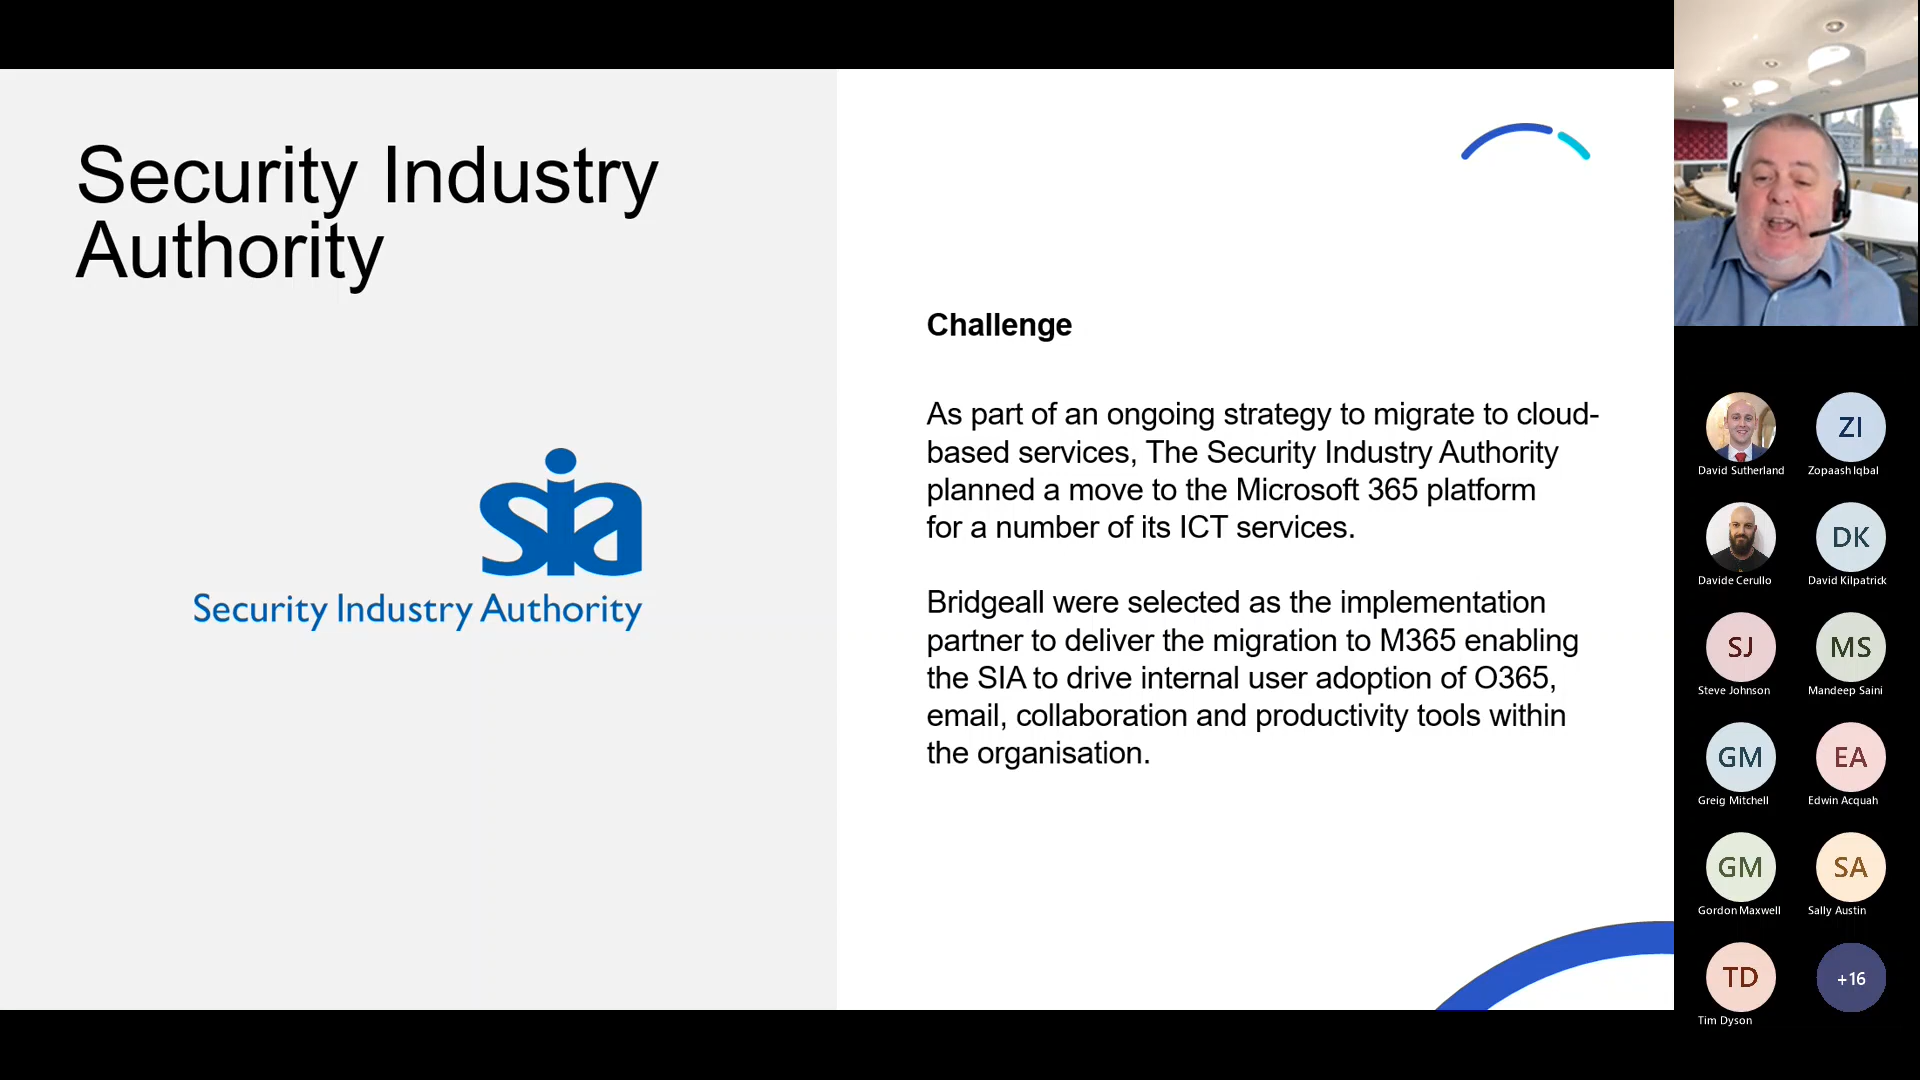 Security Industry
Authority
sia
Security Industry Authority
Challenge
As part of an ongoing strategy to migrate to cloud-
based services, The Security Industry Authority
planned a move to the Microsoft 365 platform
for a number of its ICT services.
Bridgeall were selected as the implementation
partner to deliver the migration to M365 enabling
the SIA to drive internal user adoption of O365,
email, collaboration and productivity tools within
the organisation.
David Sutherland
ZI
Zopaash Iqbal
Davide Cerullo
DK
David Kilpatrick
SJ
Steve Johnson
MS
Mandeep Saini
GM
Greig Mitchell
EA
Edwin Acquah
GM
Gordon Maxwell
SA
Sally Austin
TD
Tim Dyson
+16